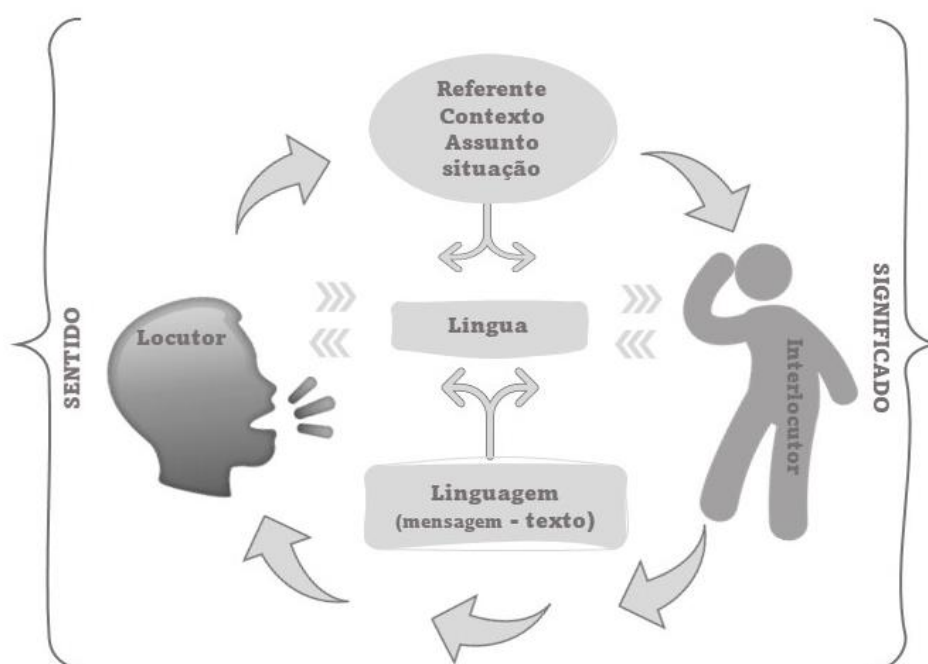 Referente
Contexto
Assunto
situação
SENTIDO
Locutor
Língua
Interlocutor
SIGNIFICADO
Linguagem
(mensagem - texto)